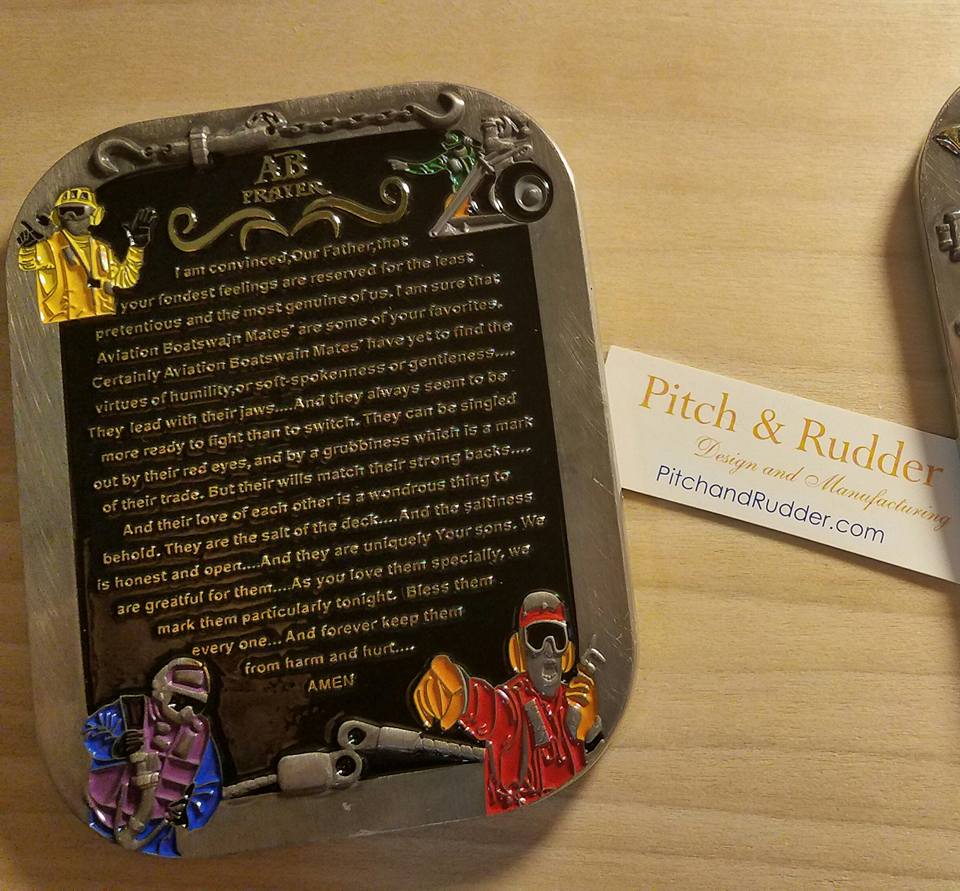 AB
PRAYER
I am convinced,Our Father,that
your fondest feelings are reserved for the least
pretentious and the most genuine of us. I am sure that
Aviation Boatswain Mates' are some of your favorites.
Certainly Aviation Boatswain Mates' have yet to find the
virtues of humility,or soft-spokenness or gentleness....
They lead with their jaws....And they always seem to be
more ready to fight than to switch. They can be singled
out by their red eyes, and by a grubbiness which is a mark
of their trade. But their wills match their strong backs....
And their love of each other is a wondrous thing to
behold. They are the salt of the deck....And the saltiness
is honest and open....And they are uniquely Your sons. We
are greatful for them....As you love them specially, we
mark them particularly tonight. Bless them
every one... And forever keep them
from harm and hurt....
AMEN
Pitch & Rudder
Design and Manufacturing
PitchandRudder.com